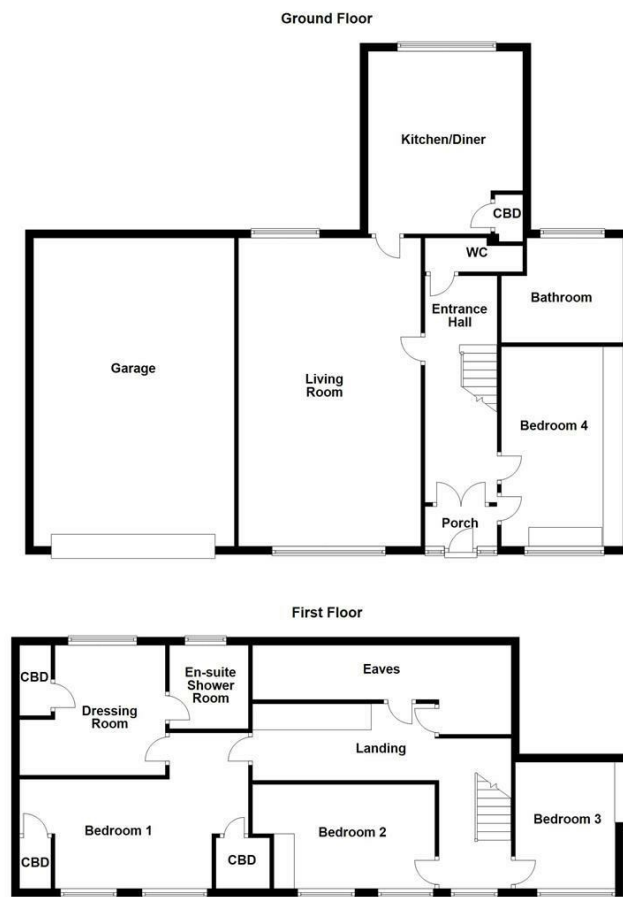 Ground Floor
Kitchen/Diner
CBD
WC
Bathroom
Entrance
Hall
Garage
Living
Room
Bedroom 4
Porch
First Floor
CBD
En-suite
Shower
Room
Eaves
Dressing
Room
Landing
Bedroom 1
Bedroom 2
Bedroom 3
CBD
CBD